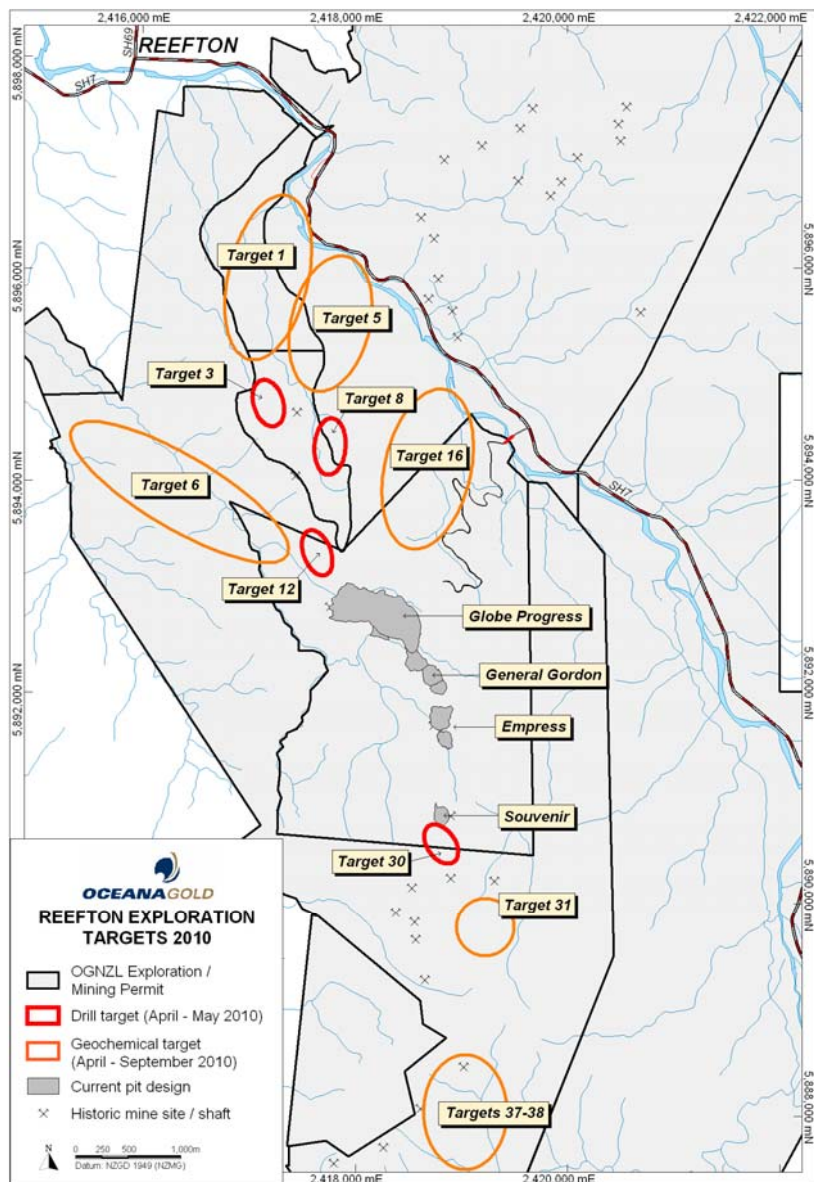 2,416,000 mE
2,418,000 mE
2,420,000 mE
2,422,000 mE
SH69
REEFTON
SH7
5,898,000 mN
5,896,000 mN
5,896,000 mN
Target 1
Target 5
Target 3
Target 8
Target 16
Target 6
5,894,000 mN
5,894,000 mN
SH7
Target 12
Globe Progress
General Gordon
5,892,000 mN
5,892,000 mN
Empress
Souvenir
Target 30
5,890,000 mN
Target 31
Targets 37-38
5,888,000 mN
OCEANAGOLD
REEFTON EXPLORATION
TARGETS 2010
OGNZL Exploration /
Mining Permit
Drill target (April - May 2010)
Geochemical target
(April - September 2010)
Current pit design
Historic mine site / shaft
N
0 250 500 1,000m
Datum: NZGD 1949 (NZMG)
2,418,000 mE
2,420,000 mE
2,422,000 mE